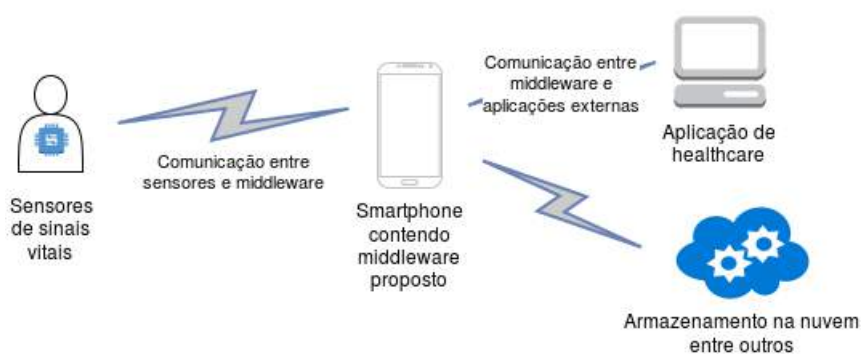 Sensores
de sinais
vitais
Comunicação entre
sensores e middleware
Smartphone
contendo
middleware
proposto
Comunicação entre
middleware e
aplicações externas
Aplicação de
healthcare
Armazenamento na nuvem
entre outros